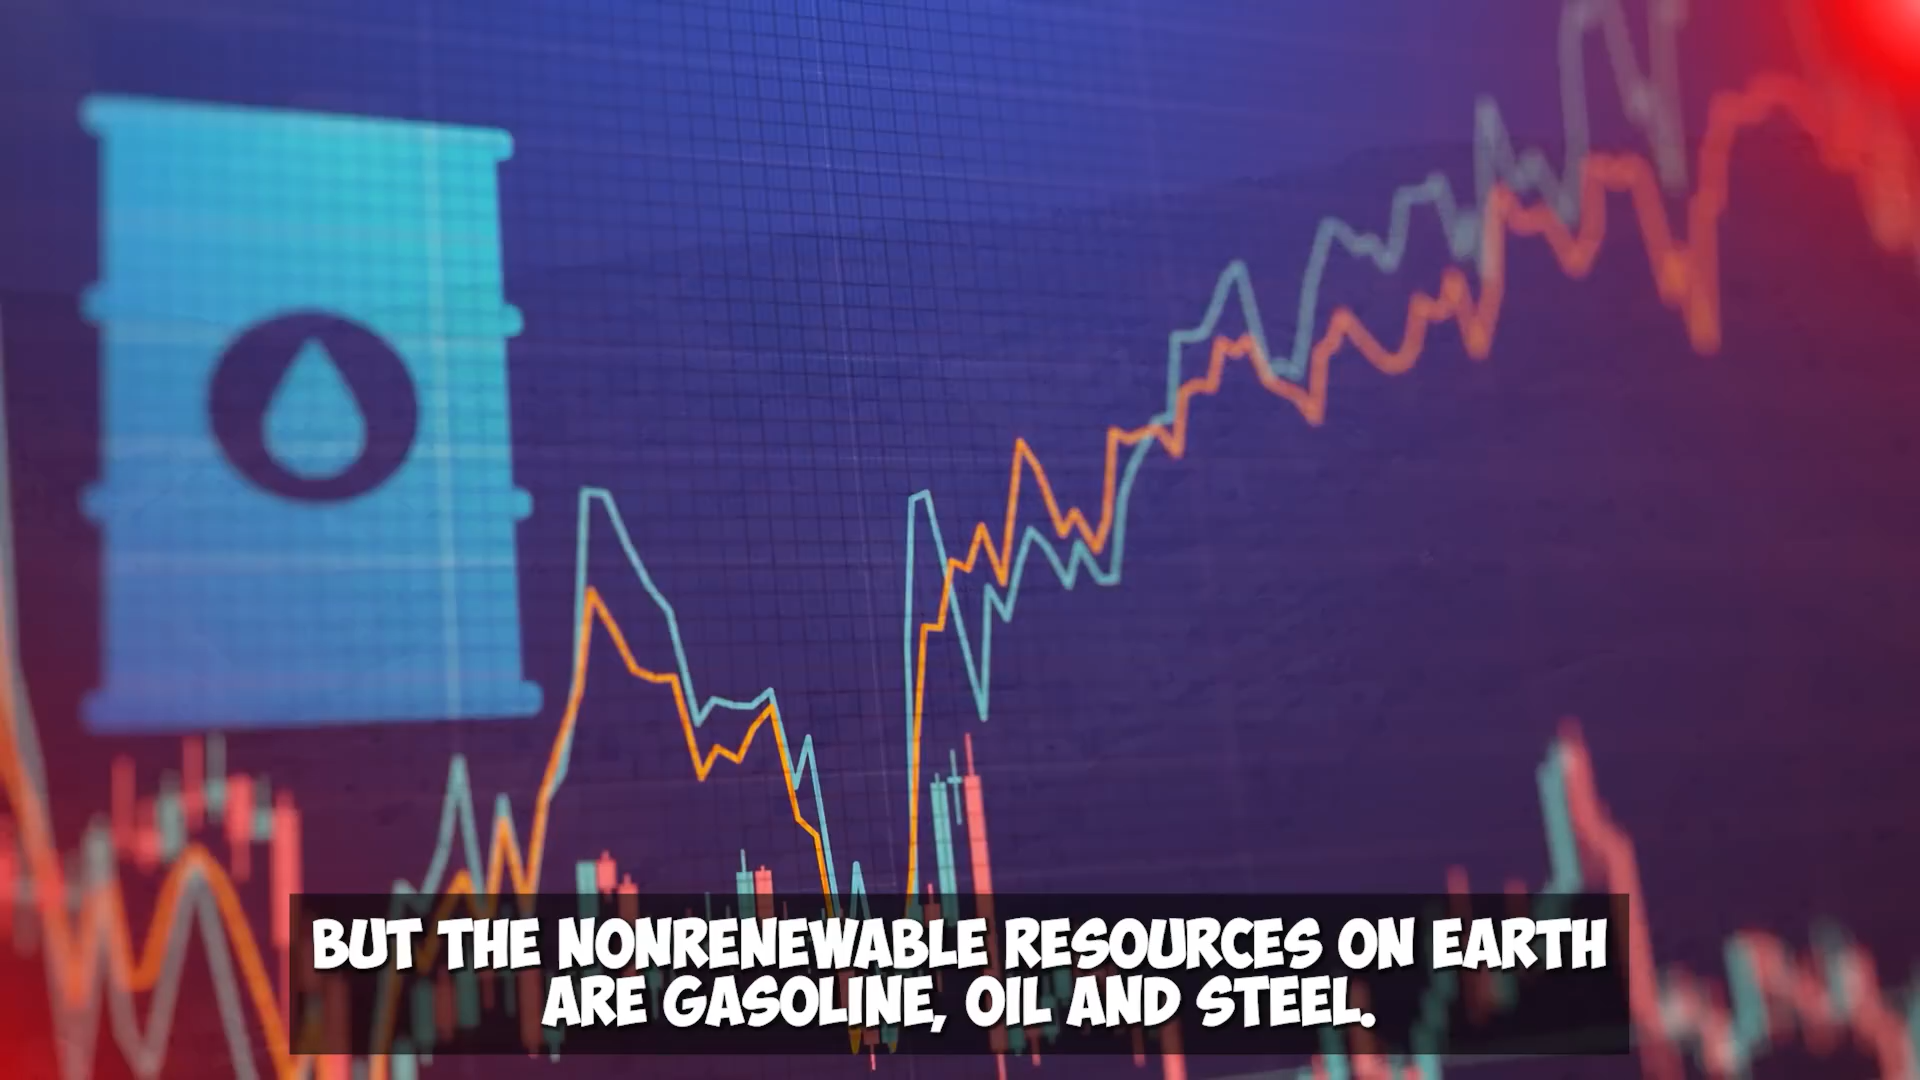 BUT THE NONRENEWABLE RESOURCES ON EARTH
ARE GASOLINE, OIL AND STEEL.